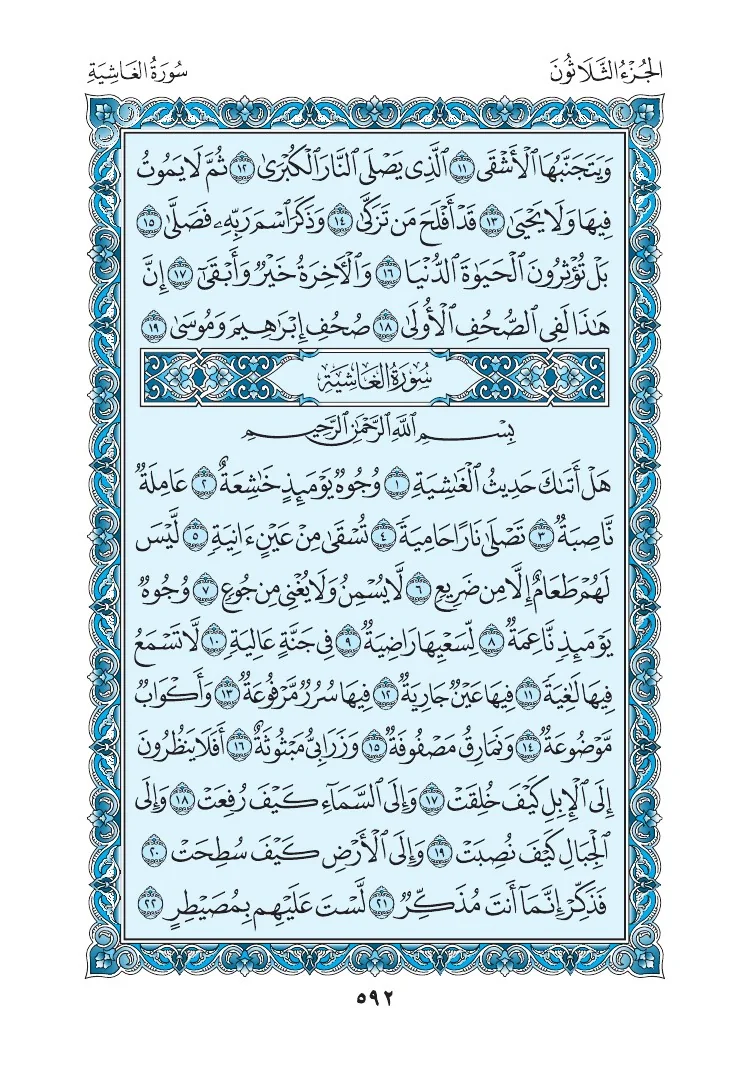 الجُزْءُ الثَّلَاثُونَ
سُورَةُ الغَاشِيَةِ
وَيَتَجَنَّبُهَا ٱلْأَشْقَى ١١ ٱلَّذِى يَصْلَى ٱلنَّارَ ٱلْكُبْرَىٰ ١٢ ثُمَّ لَا يَمُوتُ
فِيهَا وَلَا يَحْيَىٰ ١٣ قَدْ أَفْلَحَ مَن تَزَكَّىٰ ١٤ وَذَكَرَ ٱسْمَ رَبِّهِۦ فَصَلَّىٰ ١٥
بَلْ تُؤْثِرُونَ ٱلْحَيَوٰةَ ٱلدُّنْيَا ١٦ وَٱلْءَاخِرَةُ خَيْرٌ وَأَبْقَىٰٓ ١٧ إِنَّ
هَٰذَا لَفِى ٱلصُّحُفِ ٱلْأُولَىٰ ١٨ صُحُفِ إِبْرَٰهِيمَ وَمُوسَىٰ ١٩
سُورَةُ الغَاشِيَةِ
بِسْمِ ٱللَّهِ ٱلرَّحْمَٰنِ ٱلرَّحِيمِ
هَلْ أَتَىٰكَ حَدِيثُ ٱلْغَٰشِيَةِ ١ وُجُوهٌ يَوْمَئِذٍ خَٰشِعَةٌ ٢ عَامِلَةٌ
نَّاصِبَةٌ ٣ تَصْلَىٰ نَارًا حَامِيَةً ٤ تُسْقَىٰ مِنْ عَيْنٍ ءَانِيَةٍ ٥ لَّيْسَ
لَهُمْ طَعَامٌ إِلَّا مِن ضَرِيعٍ ٦ لَّا يُسْمِنُ وَلَا يُغْنِى مِن جُوعٍ ٧ وُجُوهٌ
يَوْمَئِذٍ نَّاعِمَةٌ ٨ لِّسَعْيِهَا رَاضِيَةٌ ٩ فِى جَنَّةٍ عَالِيَةٍ ١٠ لَّا تَسْمَعُ
فِيهَا لَٰغِيَةً ١١ فِيهَا عَيْنٌ جَارِيَةٌ ١٢ فِيهَا سُرُرٌ مَّرْفُوعَةٌ ١٣ وَأَكْوَابٌ
مَّوْضُوعَةٌ ١٤ وَنَمَارِقُ مَصْفُوفَةٌ ١٥ وَزَرَابِىُّ مَبْثُوثَةٌ ١٦ أَفَلَا يَنظُرُونَ
إِلَى ٱلْإِبِلِ كَيْفَ خُلِقَتْ ١٧ وَإِلَى ٱلسَّمَآءِ كَيْفَ رُفِعَتْ ١٨ وَإِلَى
ٱلْجِبَالِ كَيْفَ نُصِبَتْ ١٩ وَإِلَى ٱلْأَرْضِ كَيْفَ سُطِحَتْ ٢٠
فَذَكِّرْ إِنَّمَآ أَنتَ مُذَكِّرٌ ٢١ لَّسْتَ عَلَيْهِم بِمُصَيْطِرٍ ٢٢
٥٩٢